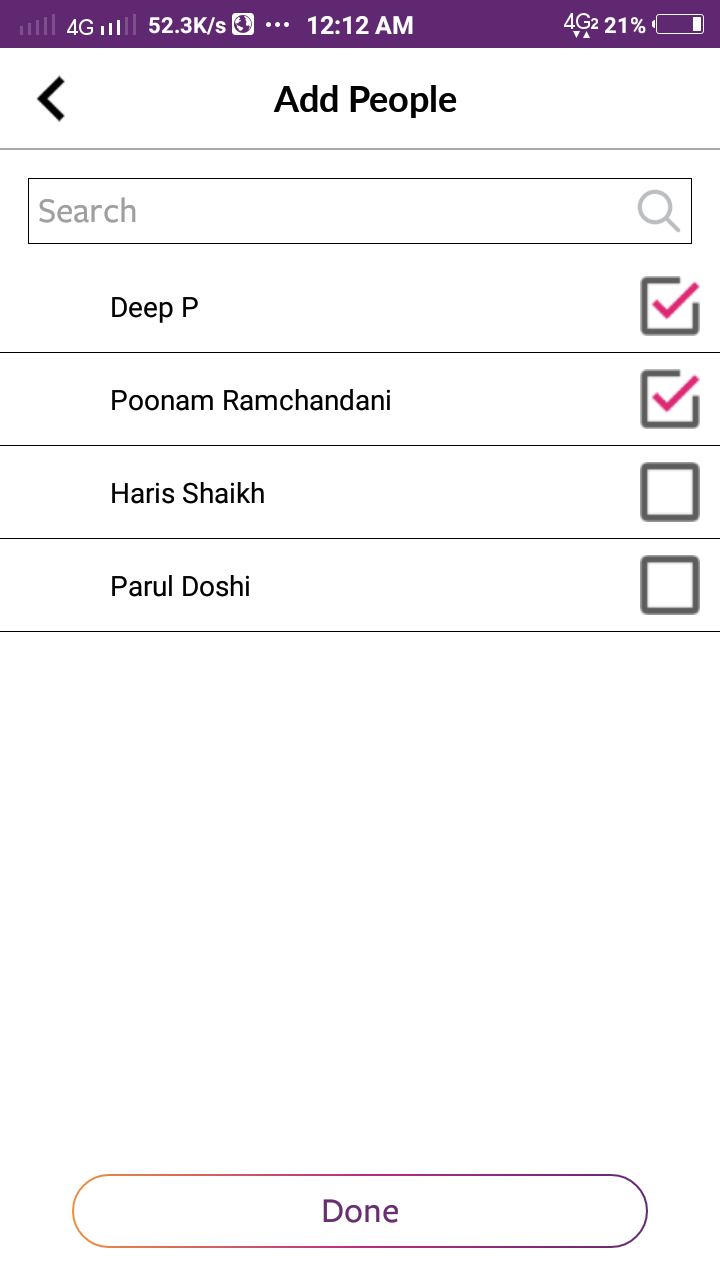 4G 52.3K/s ••• 12:12 AM 4G2 21%
Add People
Search
Deep P
Poonam Ramchandani
Haris Shaikh
Parul Doshi
Done